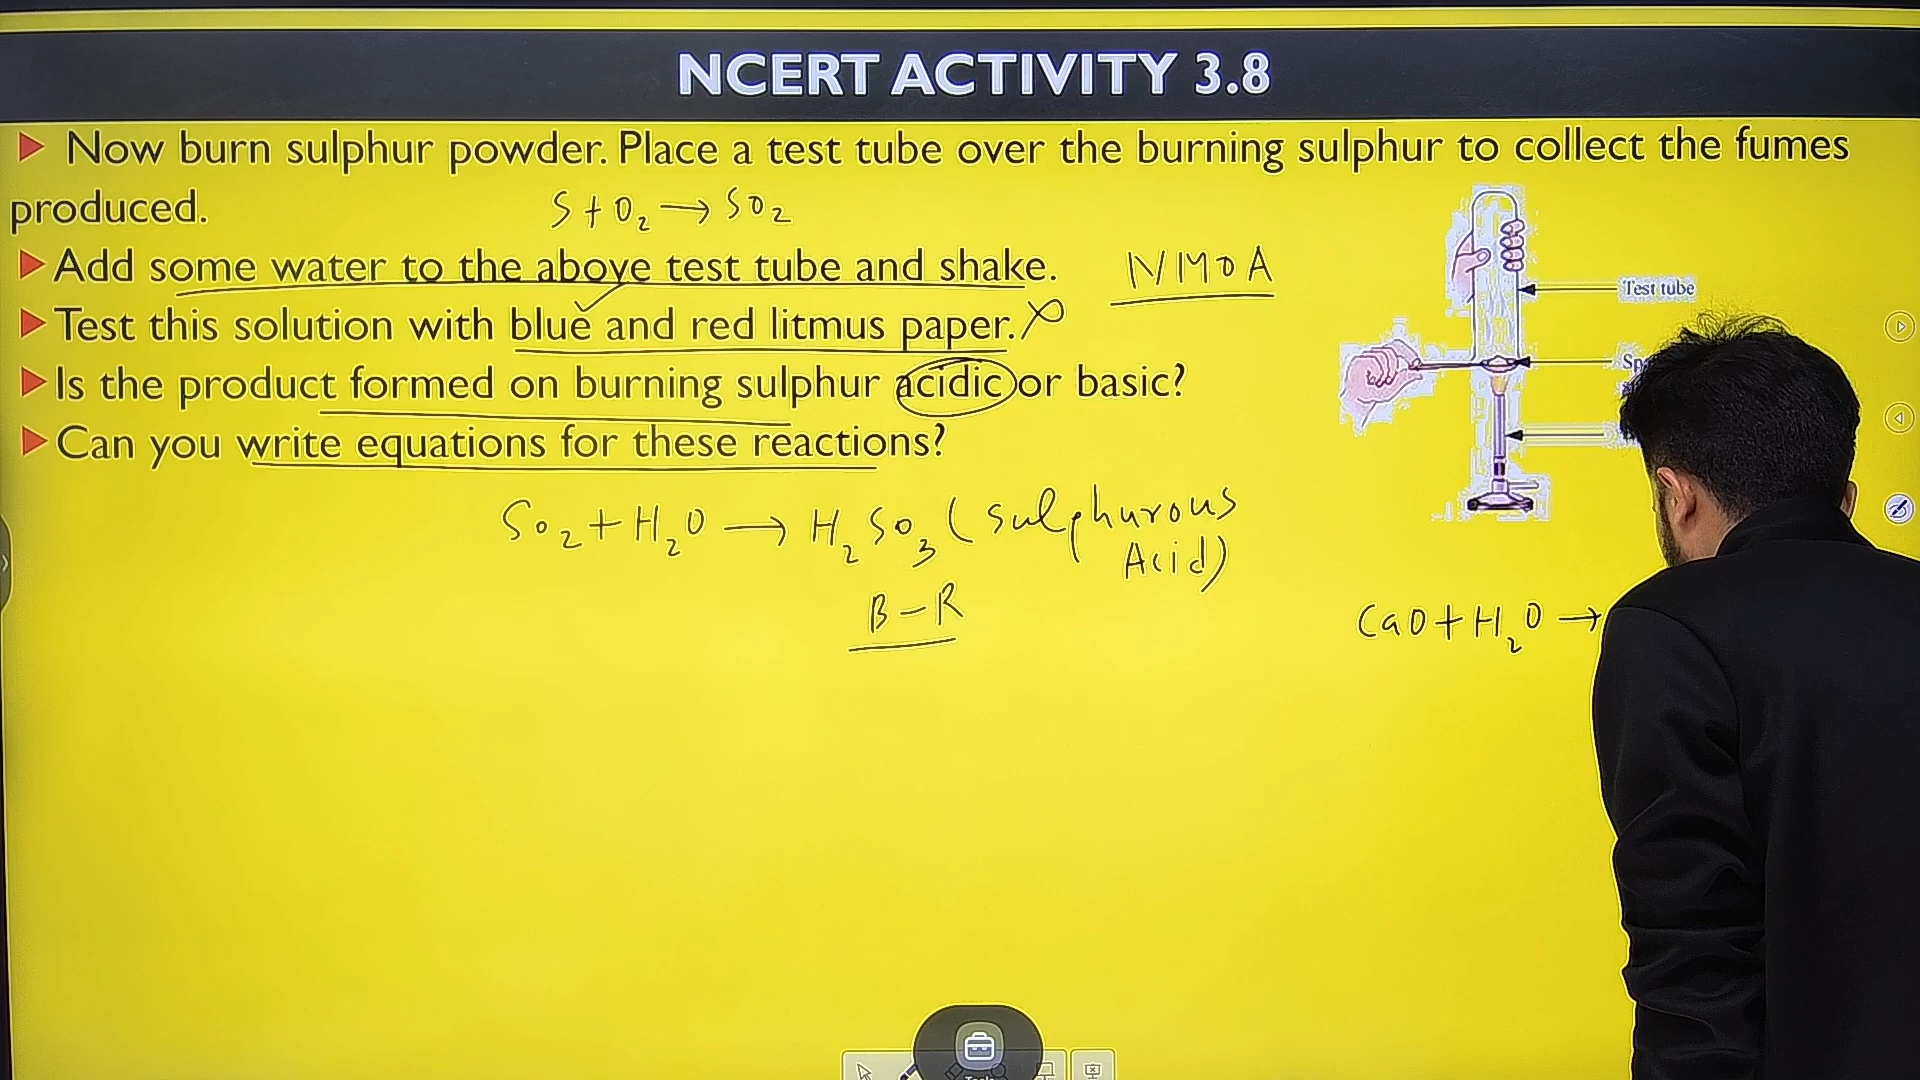 NCERT ACTIVITY 3.8
Now burn sulphur powder. Place a test tube over the burning sulphur to collect the fumes
produced.
S + O₂ → SO₂
Add some water to the above test tube and shake.
NMOA
Test this solution with blue and red litmus paper.
Is the product formed on burning sulphur acidic or basic?
Can you write equations for these reactions?
Test tube
SO₂ + H₂O → H₂SO₃ (Sulphurous
Acid)
B - R
CaO + H₂O →